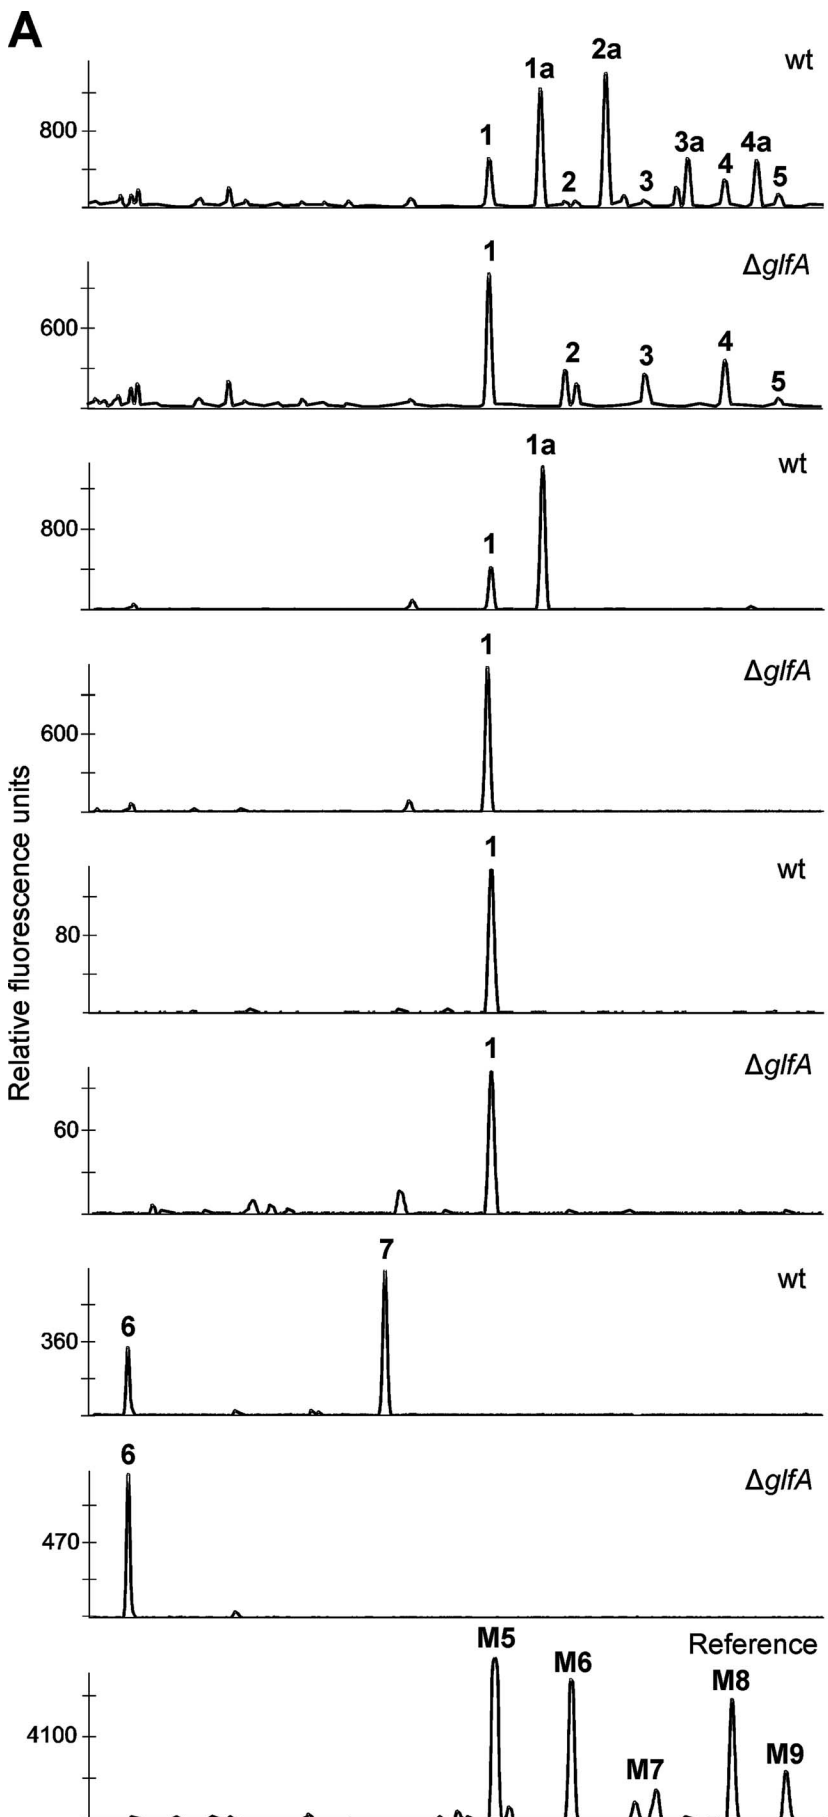 A
wt
800
1
1a
2
2a
3
3a
4
4a
5
ΔglfA
600
1
2
3
4
5
wt
800
1
1a
ΔglfA
600
1
wt
80
1
ΔglfA
60
1
wt
360
6
7
ΔglfA
470
6
Reference
4100
M5
M6
M7
M8
M9
Relative fluorescence units